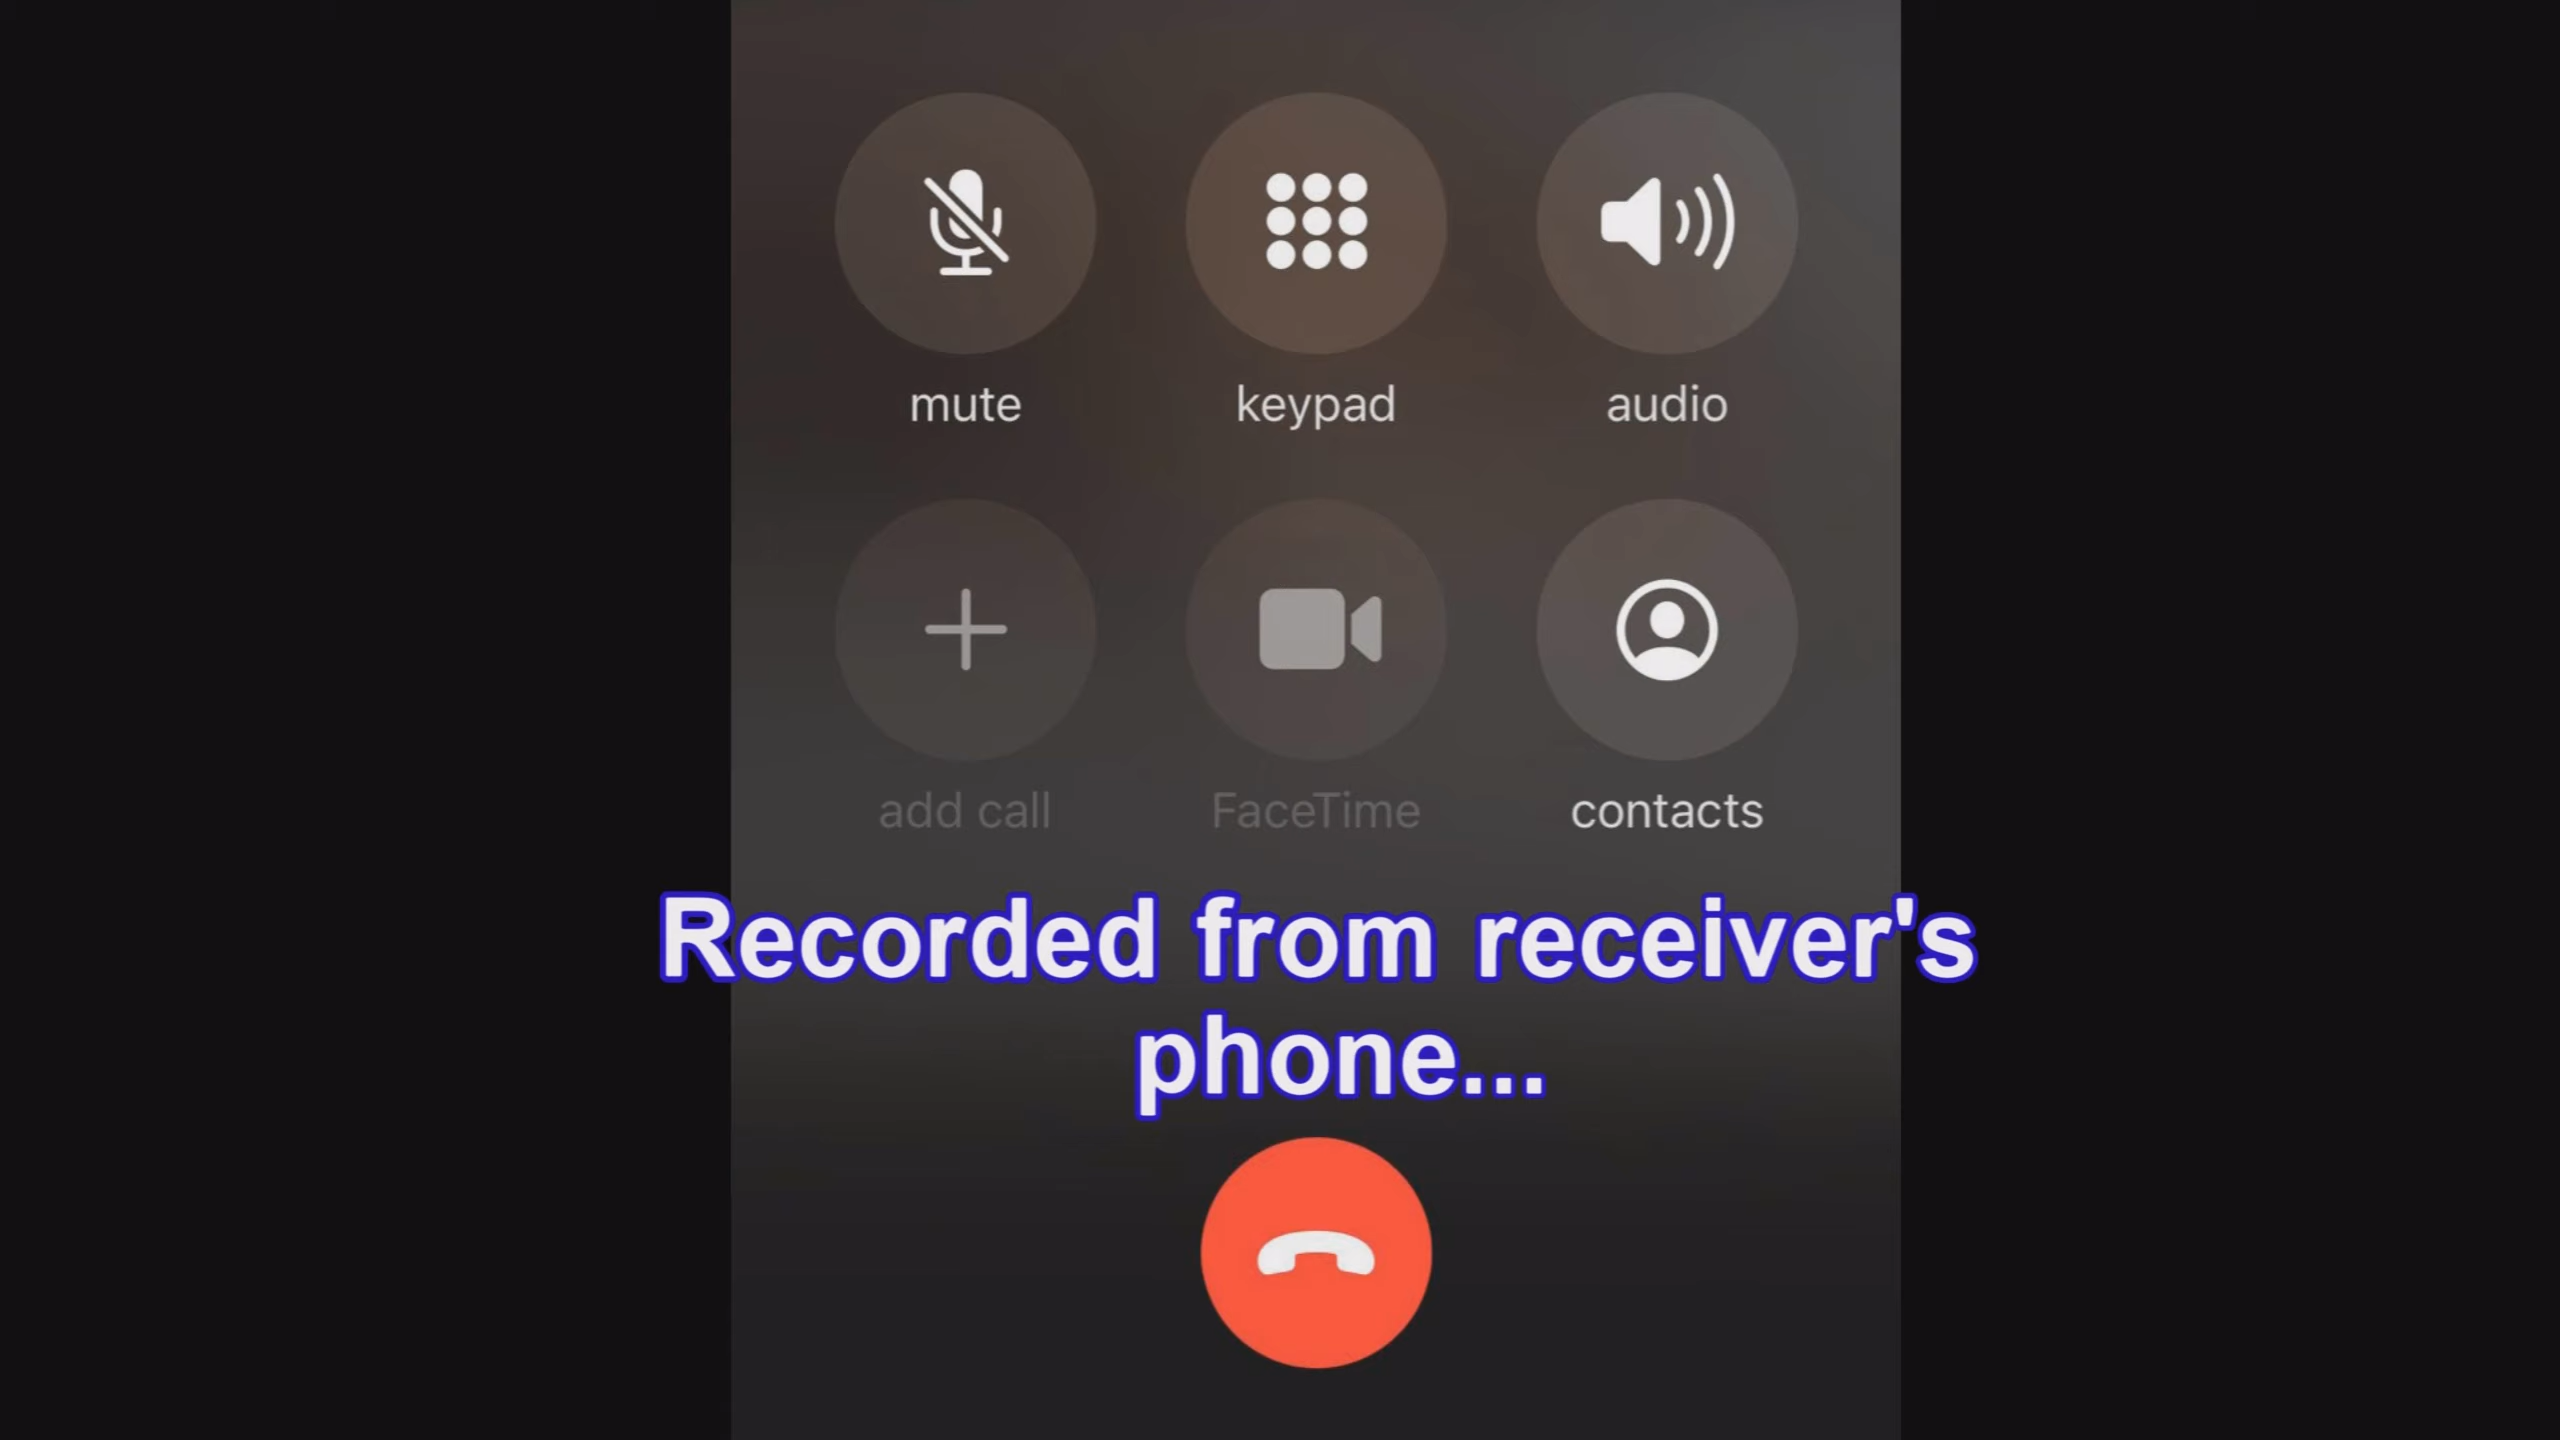 mute keypad audio
add call FaceTime contacts
Recorded from receiver's
phone...